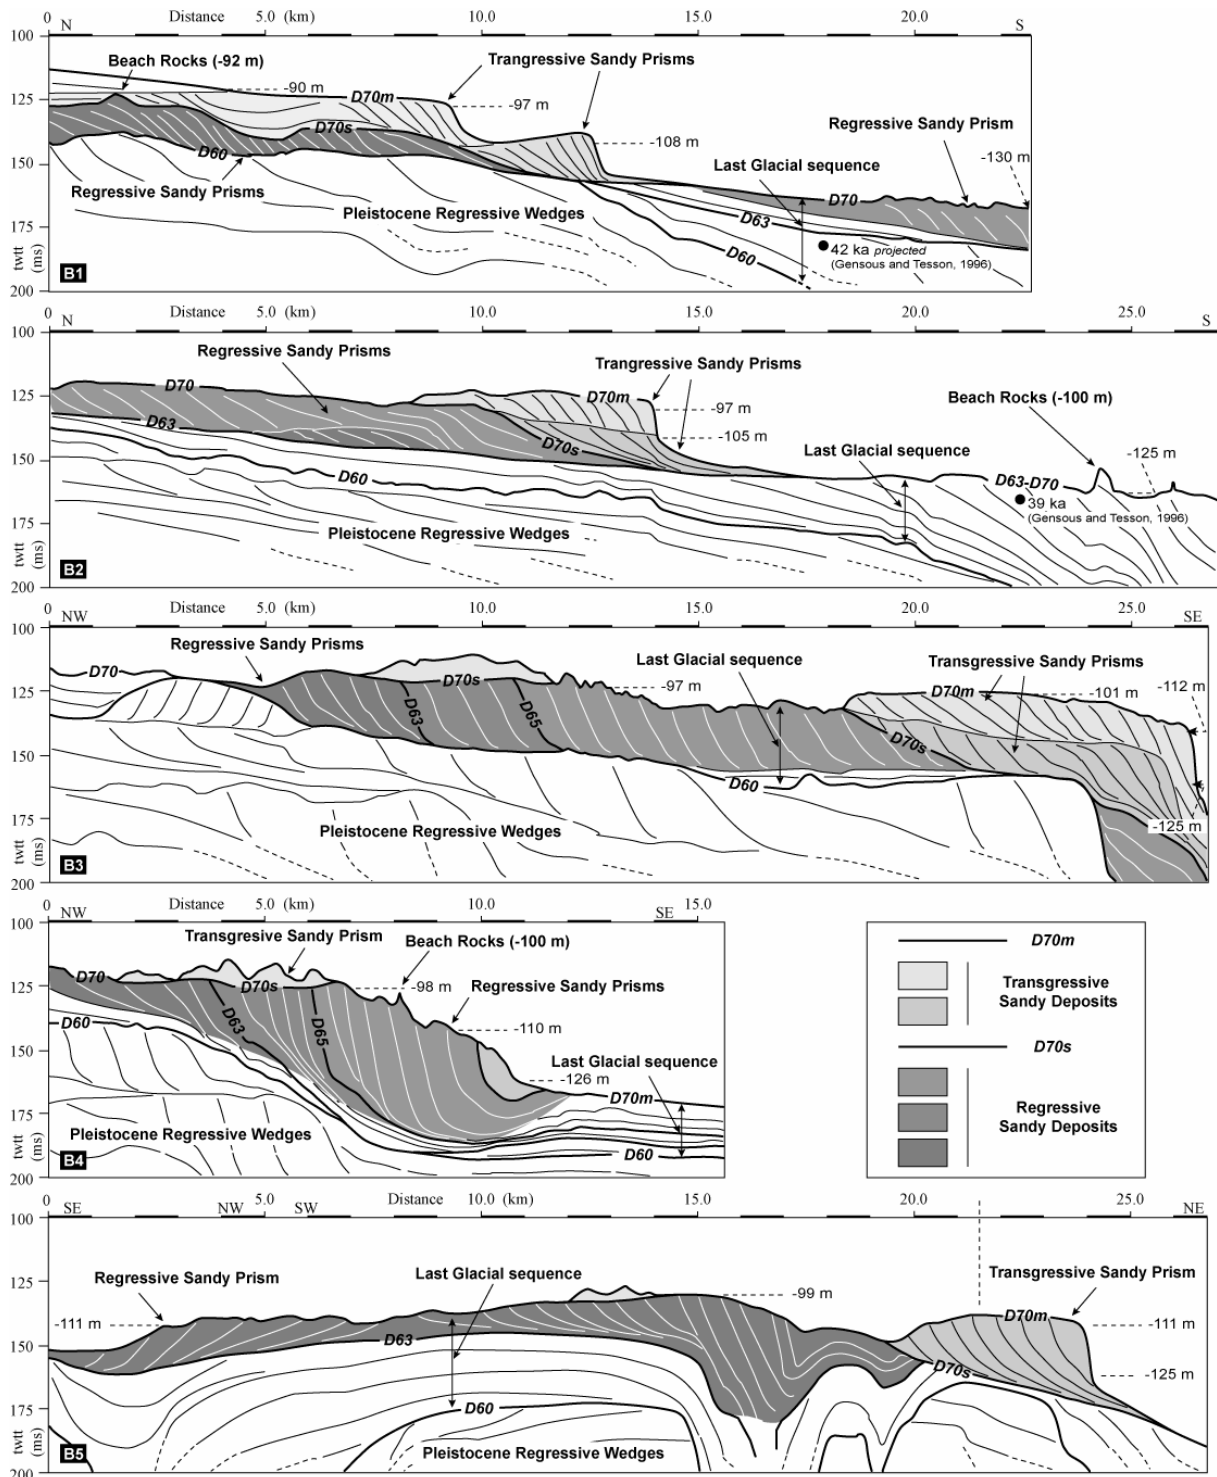 0 Distance 5.0 (km) 10.0 15.0 20.0
N S
100
125
150
175
200
twtt
(ms)
Beach Rocks (-92 m)
Trangressive Sandy Prisms
-90 m
D70m
-97 m
D70s
-108 m
Regressive Sandy Prism
-130 m
Last Glacial sequence
D60
Regressive Sandy Prisms
Pleistocene Regressive Wedges
D70
D63
D60
42 ka projected
(Gensous and Tesson, 1996)
B1
0 Distance 5.0 (km) 10.0 15.0 20.0 25.0
N S
100
125
150
175
200
twtt
(ms)
Regressive Sandy Prisms
Trangressive Sandy Prisms
D70
D70m
-97 m
Beach Rocks (-100 m)
D63
-105 m
D70s
Last Glacial sequence
-125 m
D60
D63-D70
39 ka
(Gensous and Tesson, 1996)
Pleistocene Regressive Wedges
B2
0 Distance 5.0 (km) 10.0 15.0 20.0 25.0
NW SE
100
125
150
175
200
twtt
(ms)
Regressive Sandy Prisms
Last Glacial sequence
Transgressive Sandy Prisms
D70
D70s
-97 m
D70m
-101 m
-112 m
D63
D65
D70s
D60
Pleistocene Regressive Wedges
-125 m
B3
0 Distance 5.0 (km) 10.0 15.0
NW SE
100
125
150
175
200
twtt
(ms)
Transgresive Sandy Prism
Beach Rocks (-100 m)
D70
D70s
-98 m
Regressive Sandy Prisms
D60
D63
D65
-110 m
Last Glacial sequence
-126 m
D70m
Pleistocene Regressive Wedges
D60
B4
D70m
Transgressive
Sandy Deposits
D70s
Regressive
Sandy Deposits
0 5.0 Distance 10.0 (km) 15.0 20.0 25.0
SE NW SW NE
100
125
150
175
200
twtt
(ms)
Regressive Sandy Prism
Last Glacial sequence
Transgressive Sandy Prism
-99 m
-111 m
D70m
-111 m
D63
D70s
-125 m
D60
Pleistocene Regressive Wedges
B5